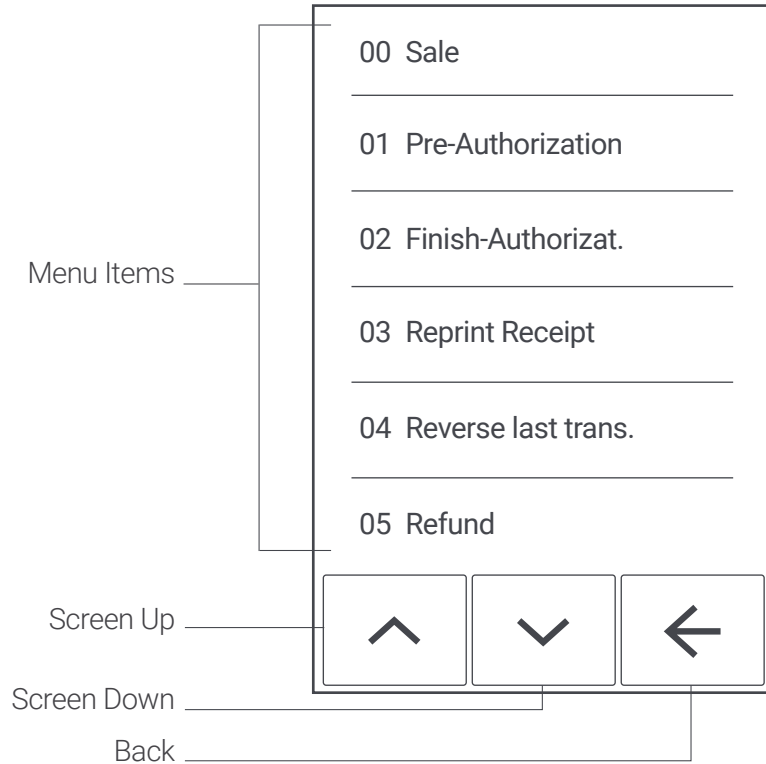 00 Sale
01 Pre-Authorization
02 Finish-Authorizat.
Menu Items
03 Reprint Receipt
04 Reverse last trans.
05 Refund
Screen Up
Screen Down
Back